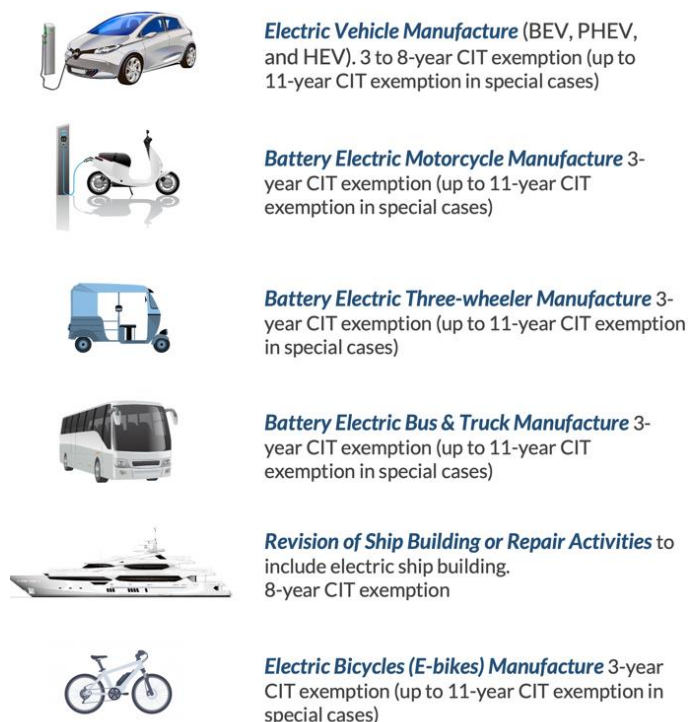 Electric Vehicle Manufacture (BEV, PHEV,
and HEV). 3 to 8-year CIT exemption (up to
11-year CIT exemption in special cases)
Battery Electric Motorcycle Manufacture 3-
year CIT exemption (up to 11-year CIT
exemption in special cases)
Battery Electric Three-wheeler Manufacture 3-
year CIT exemption (up to 11-year CIT exemption
in special cases)
Battery Electric Bus & Truck Manufacture 3-
year CIT exemption (up to 11-year CIT
exemption in special cases)
Revision of Ship Building or Repair Activities to
include electric ship building.
8-year CIT exemption
Electric Bicycles (E-bikes) Manufacture 3-year
CIT exemption (up to 11-year CIT exemption in
special cases)